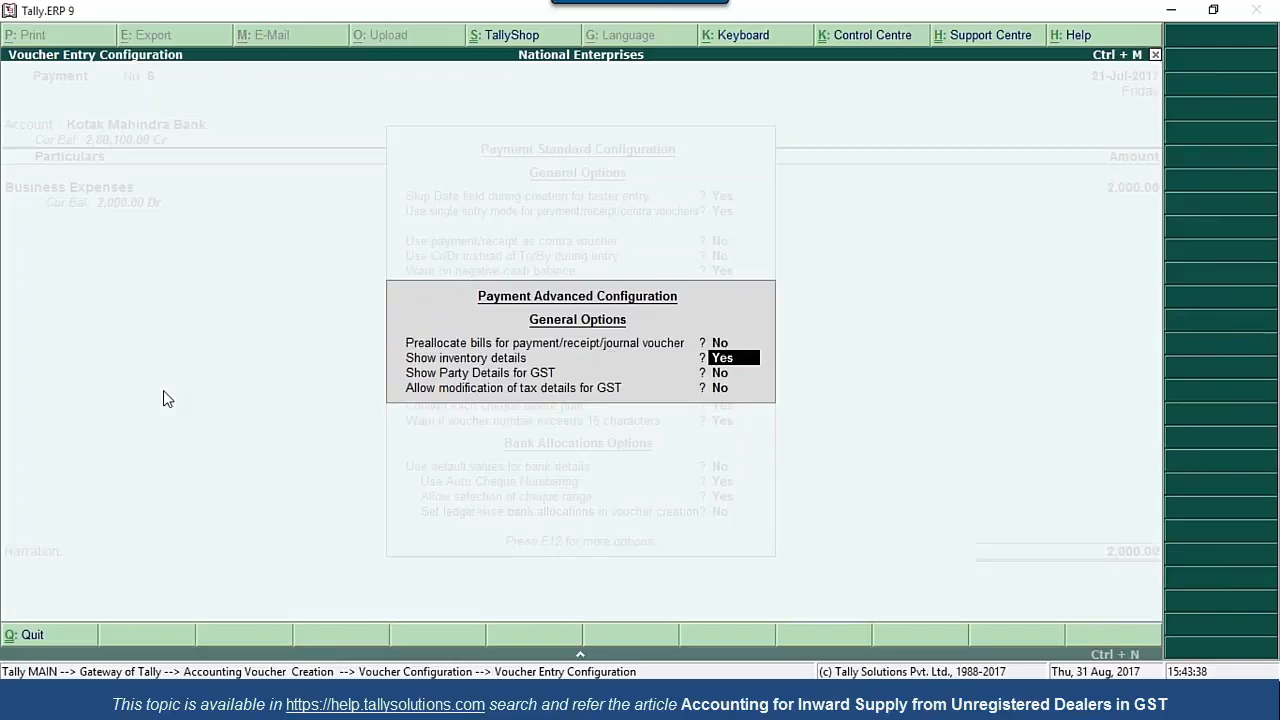 Tally.ERP 9
P: Print E: Export M: E-Mail O: Upload S: TallyShop G: Language K: Keyboard K: Control Centre H: Support Centre H: Help
Voucher Entry Configuration National Enterprises Ctrl + M
Payment No. 6 21-Jul-2017
Friday
Account Kotak Mahindra Bank
Cur Bal: 2,80,100.00 Cr
Particulars Amount
Business Expenses 2,000.00
Cur Bal: 2,000.00 Dr
Payment Standard Configuration
General Options
Skip Date field during creation for faster entry ? Yes
Use single entry mode for payment/receipt/contra vouchers? Yes
Use payment/receipt as contra voucher ? No
Use Cr/Dr instead of To/By during entry ? No
Warn on negative cash balance ? Yes
Payment Advanced Configuration
General Options
Preallocate bills for payment/receipt/journal voucher ? No
Show inventory details ? Yes
Show Party Details for GST ? No
Allow modification of tax details for GST ? No
? Yes
Warn if voucher number exceeds 16 characters ? Yes
Bank Allocations Options
Use default values for bank details ? No
Use Auto Cheque Numbering ? Yes
Allow selection of cheque range ? Yes
Set ledger-wise bank allocations in voucher creation? No
Press F12 for more options.
Narration: 2,000.00
Q: Quit
Ctrl + N
Tally MAIN --> Gateway of Tally --> Accounting Voucher Creation --> Voucher Configuration --> Voucher Entry Configuration (c) Tally Solutions Pvt. Ltd., 1988-2017 Thu, 31 Aug, 2017 15:43:38
This topic is available in https://help.tallysolutions.com search and refer the article Accounting for Inward Supply from Unregistered Dealers in GST